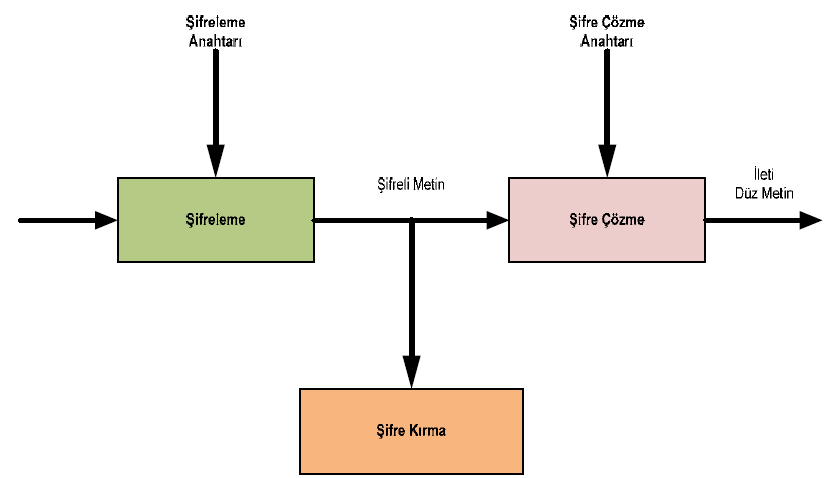 Şifreleme
Anahtarı
Şifre Çözme
Anahtarı
Şifreleme
Şifreli Metin
Şifre Çözme
İleti
Düz Metin
Şifre Kırma